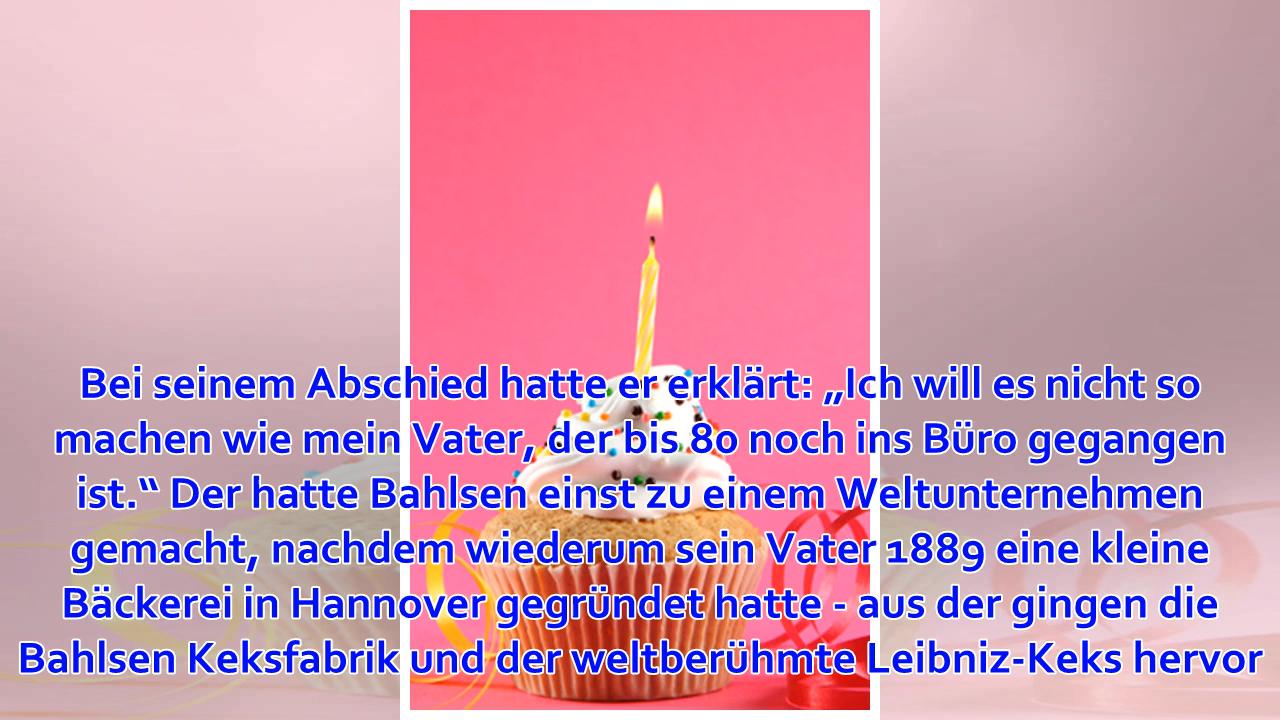 Bei seinem Abschied hatte er erklärt: „Ich will es nicht so
machen wie mein Vater, der bis 80 noch ins Büro gegangen
ist.“ Der hatte Bahlsen einst zu einem Weltunternehmen
gemacht, nachdem wiederum sein Vater 1889 eine kleine
Bäckerei in Hannover gegründet hatte - aus der gingen die
Bahlsen Keksfabrik und der weltberühmte Leibniz-Keks hervor